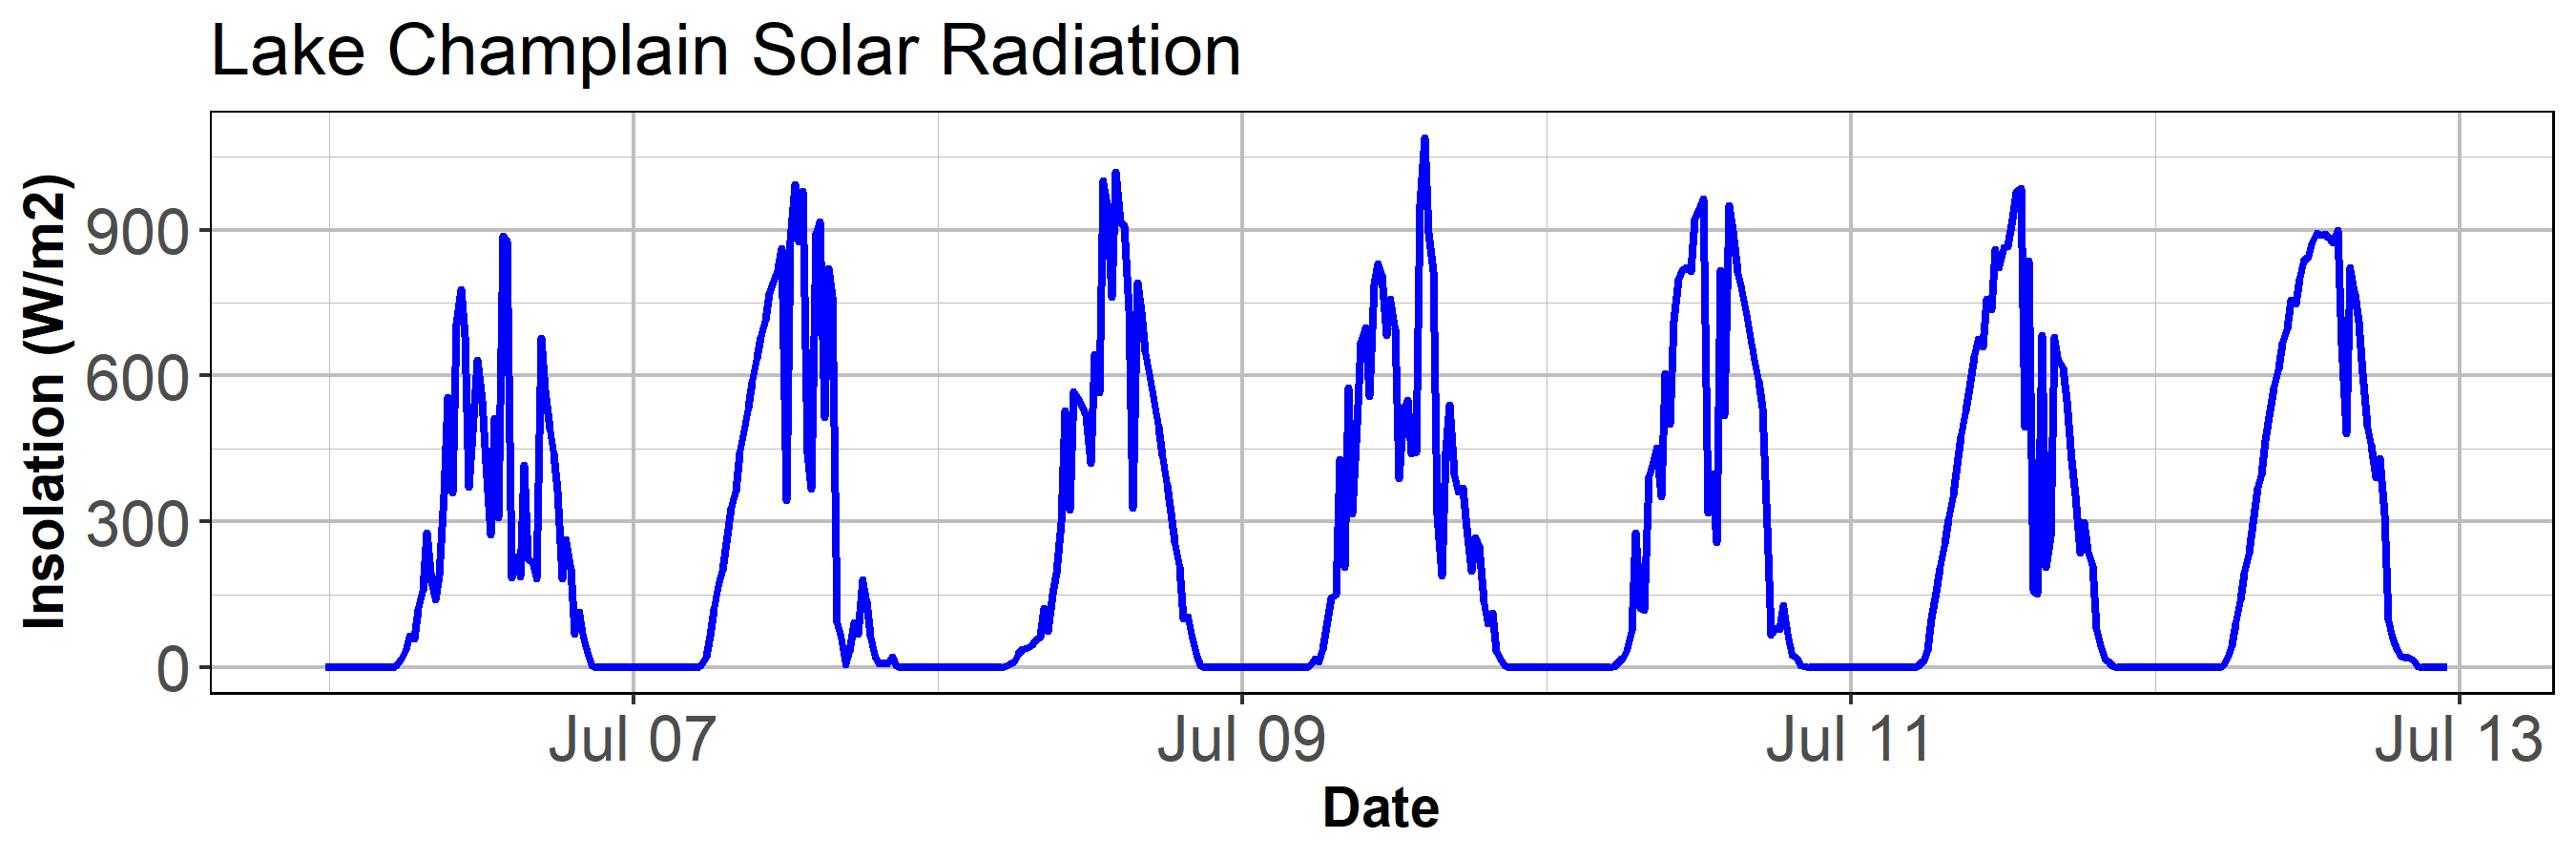 Lake Champlain Solar Radiation
Insolation (W/m2)
900
600
300
0
Jul 07 Jul 09 Jul 11 Jul 13
Date